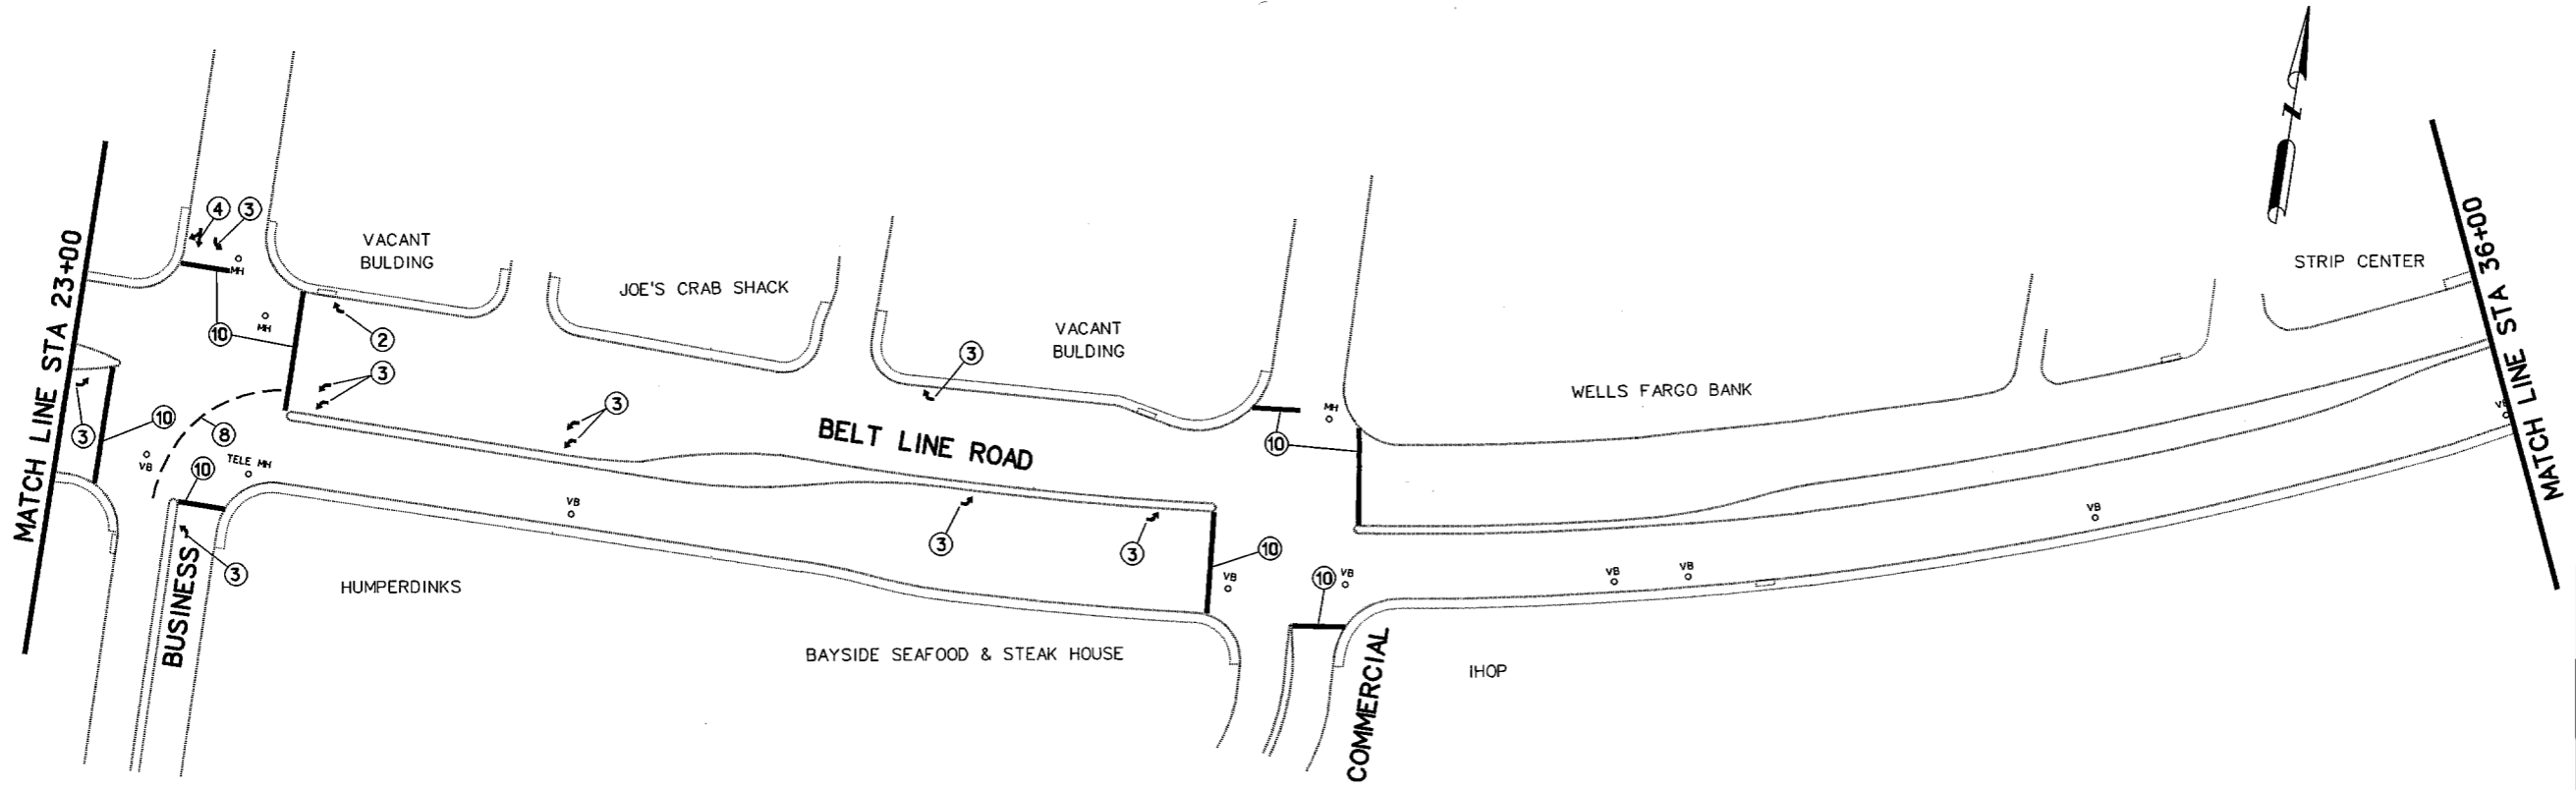 MATCH LINE STA 23+00
4
3
MH
10
MH
VACANT
BULDING
2
3
3
10
8
VB
10
TELE MH
3
BUSINESS
HUMPERDINKS
JOE'S CRAB SHACK
3
VB
BELT LINE ROAD
3
VACANT
BULDING
3
3
BAYSIDE SEAFOOD & STEAK HOUSE
10
MH
10
VB
10
VB
COMMERCIAL
IHOP
WELLS FARGO BANK
VB
VB
VB
N
STRIP CENTER
VB
MATCH LINE STA 36+00